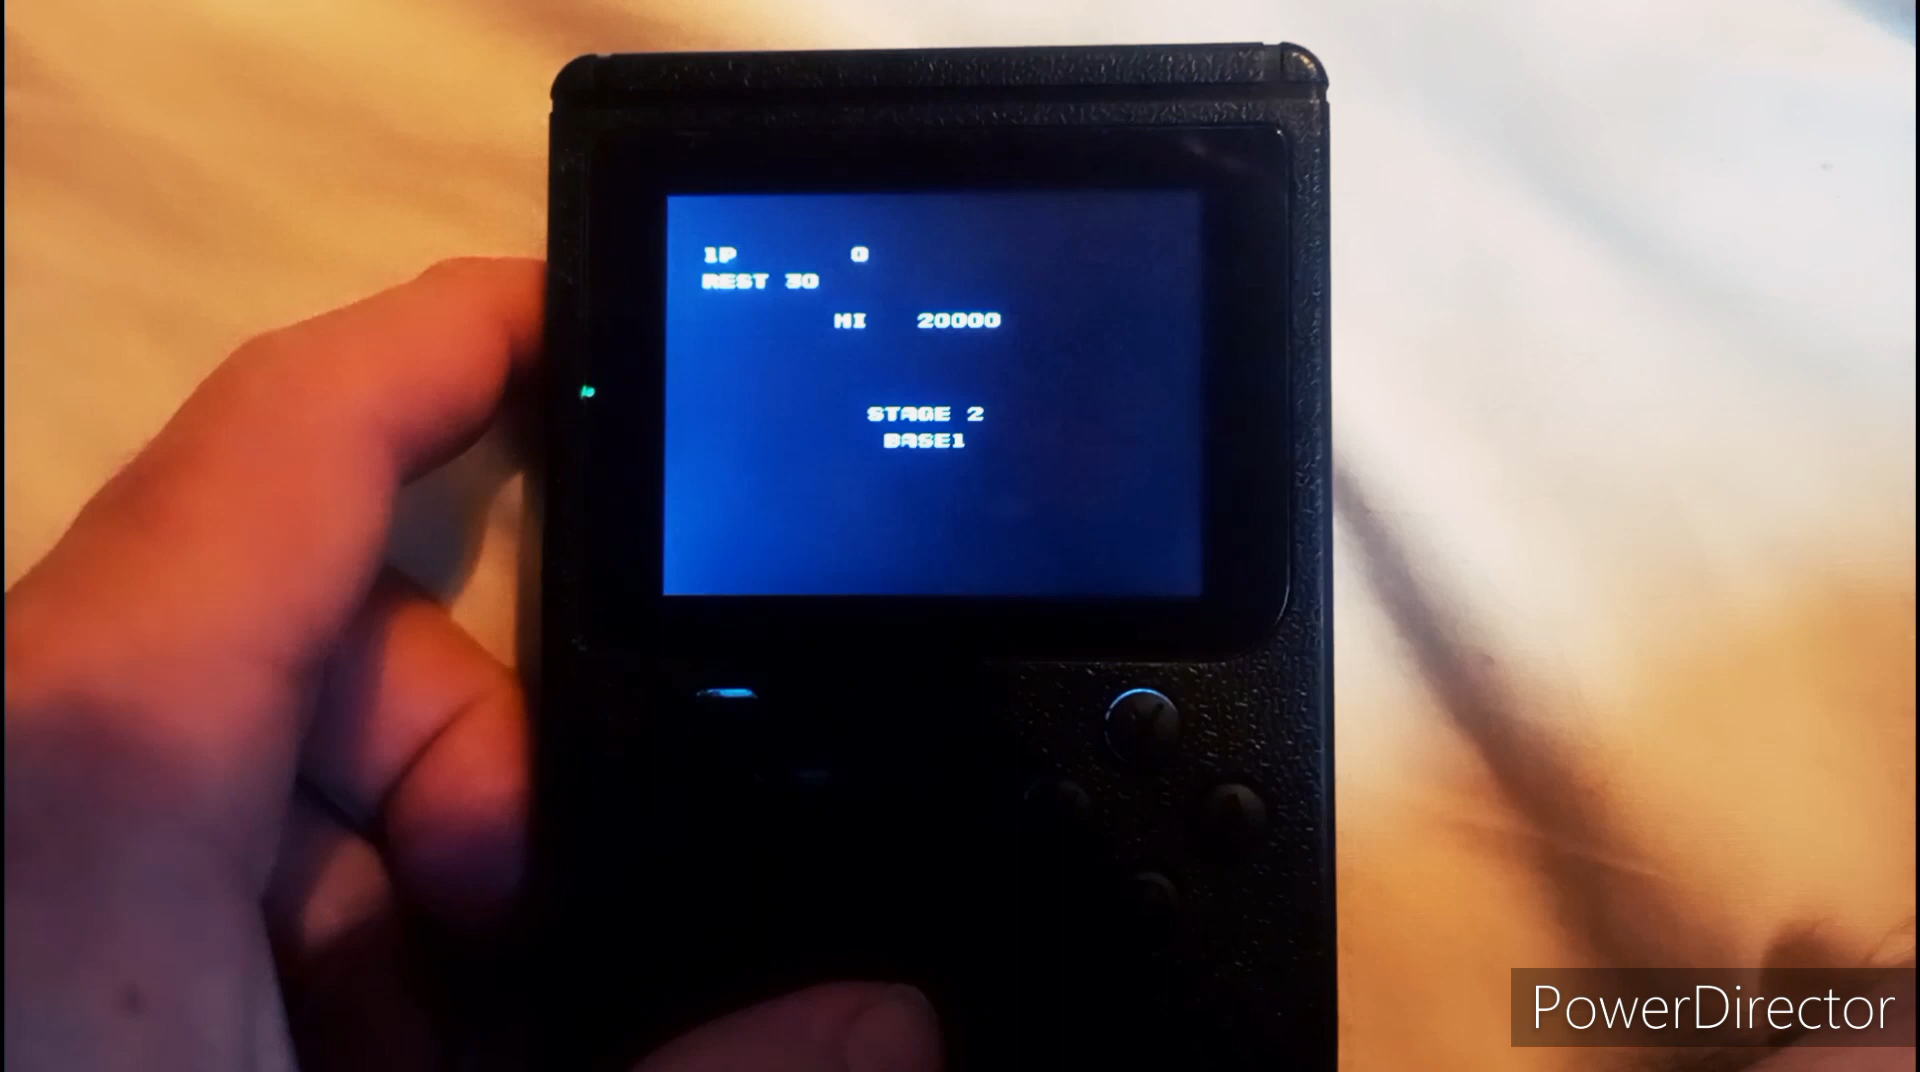 1P 0
REST 30
HI 20000
STAGE 2
BASE1
PowerDirector